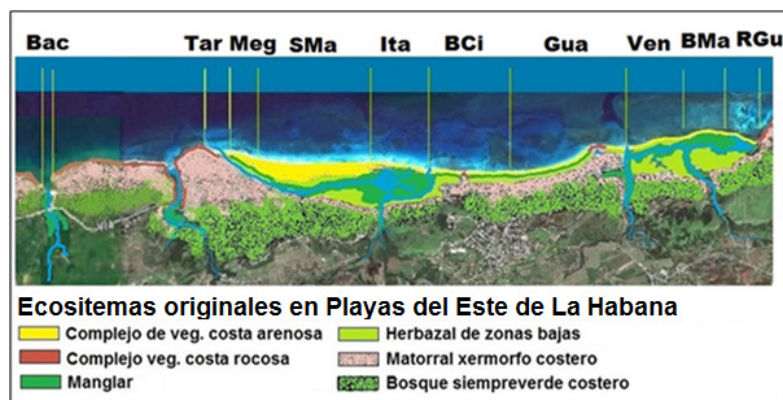 Bac Tar Meg SMa Ita BCi Gua Ven BMa RGu
Ecositemas originales en Playas del Este de La Habana
Complejo de veg. costa arenosa
Complejo veg. costa rocosa
Manglar
Herbazal de zonas bajas
Matorral xermorfo costero
Bosque siempreverde costero